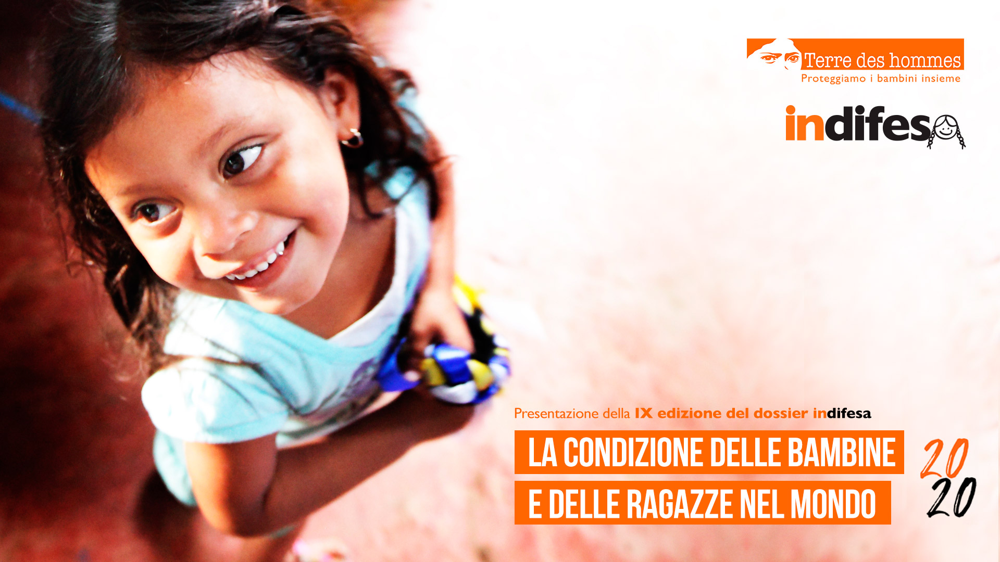 Terre des hommes
Proteggiamo i bambini insieme
indifesa
Presentazione della IX edizione del dossier indifesa
LA CONDIZIONE DELLE BAMBINE
E DELLE RAGAZZE NEL MONDO
20
20